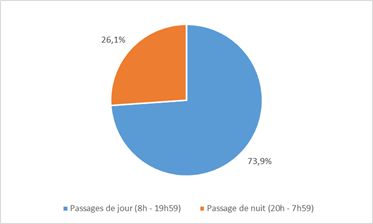 26,1%
73,9%
Passages de jour (8h - 19h59) Passage de nuit (20h - 7h59)